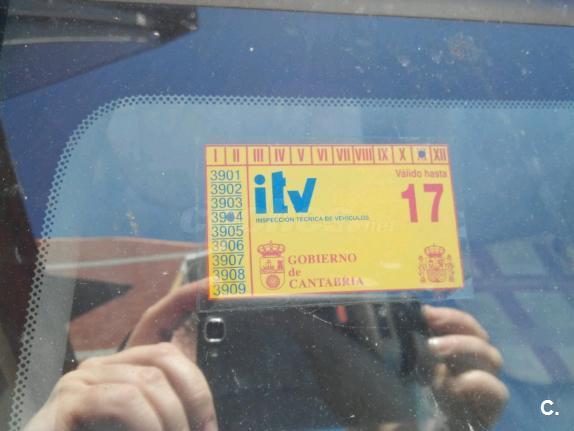 I II III IV V VI VII VIII IX X XII
3901
3902
3903
3904
3905
3906
3907
3908
3909
itv
INSPECCIÓN TÉCNICA DE VEHÍCULOS
Válido hasta
17
GOBIERNO
de
CANTABRIA
C.